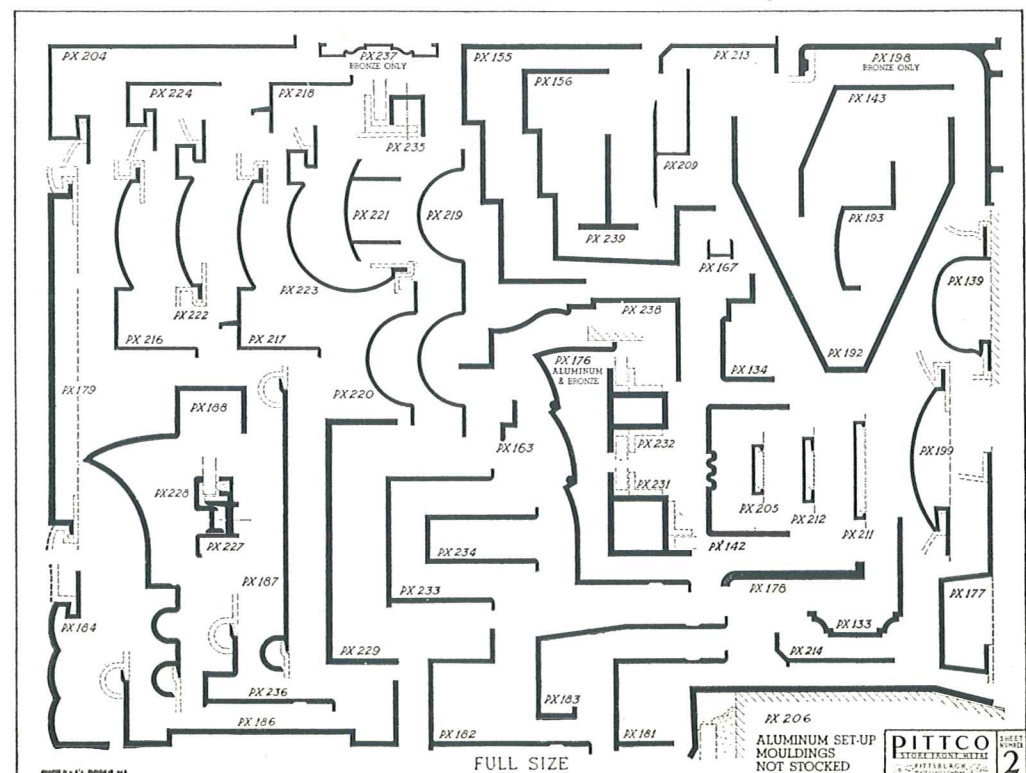 PX 204
PX 237
BRONZE ONLY
PX 155
PX 213
PX 198
BRONZE ONLY
PX 224
PX 218
PX 156
PX 143
PX 235
PX 209
PX 221
PX 219
PX 193
PX 239
PX 167
PX 139
PX 223
PX 222
PX 238
PX 216
PX 217
PX 176
ALUMINUM
& BRONZE
PX 192
PX 134
PX 179
PX 220
PX 188
PX 163
PX 232
PX 199
PX 228
PX 231
PX 205
PX 212
PX 211
PX 227
PX 142
PX 234
PX 187
PX 233
PX 178
PX 177
PX 184
PX 133
PX 229
PX 214
PX 236
PX 183
PX 186
PX 182
PX 181
PX 206
FULL SIZE
ALUMINUM SET-UP
MOULDINGS
NOT STOCKED
PITTCO
STORE FRONT METAL
PITTSBURGH
SHEET
NUMBER
2